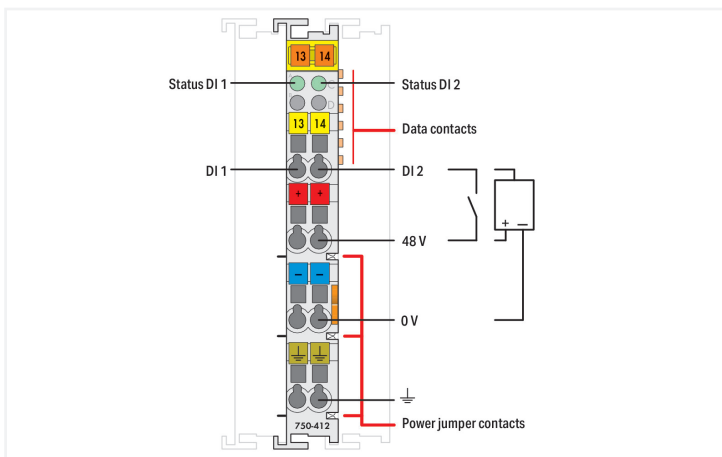 13 14
Status DI 1
C
Status DI 2
D
13 14
Data contacts
DI 1
DI 2
+ +
+ −
48 V
− −
0 V
750-412
Power jumper contacts